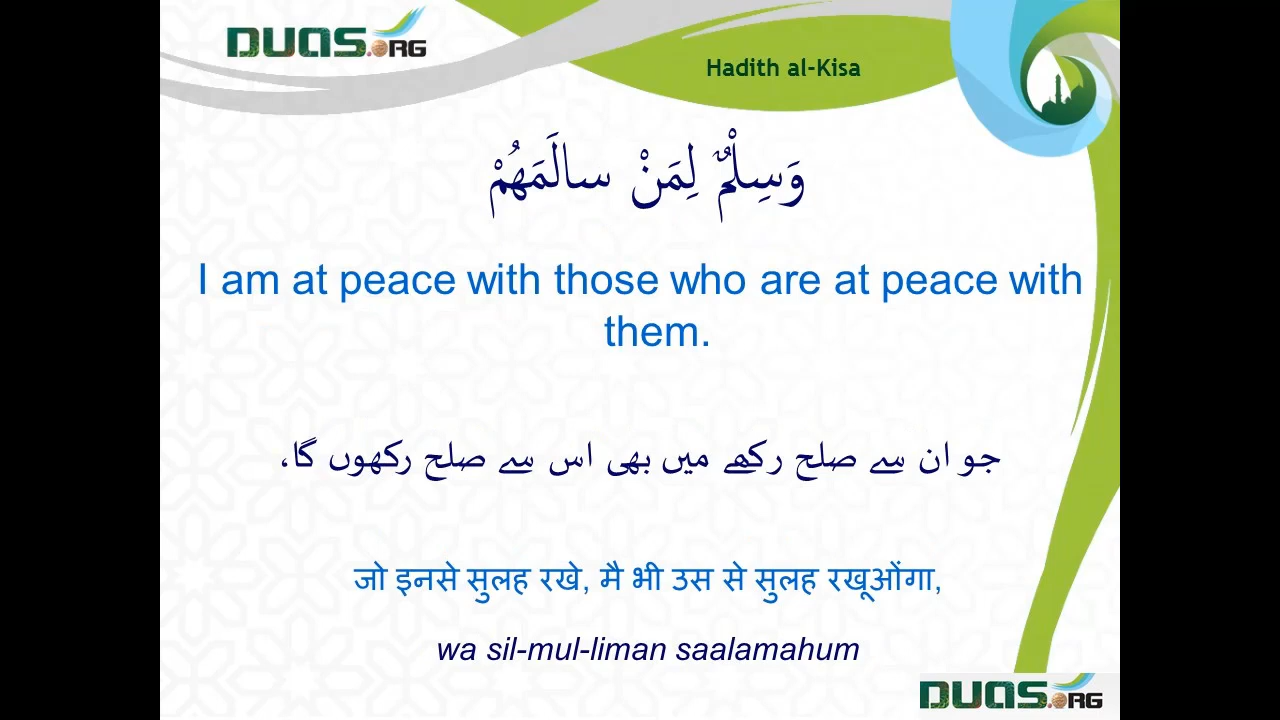 DUAS.ORG
Hadith al-Kisa
وَسِلْمٌ لِمَنْ سالَمَهُمْ
I am at peace with those who are at peace with
them.
جو ان سے صلح رکھے میں بھی اس سے صلح رکھوں گا،
जो इनसे सुलह रखे, मै भी उस से सुलह रखूओंगा,
wa sil-mul-liman saalamahum
DUAS.ORG